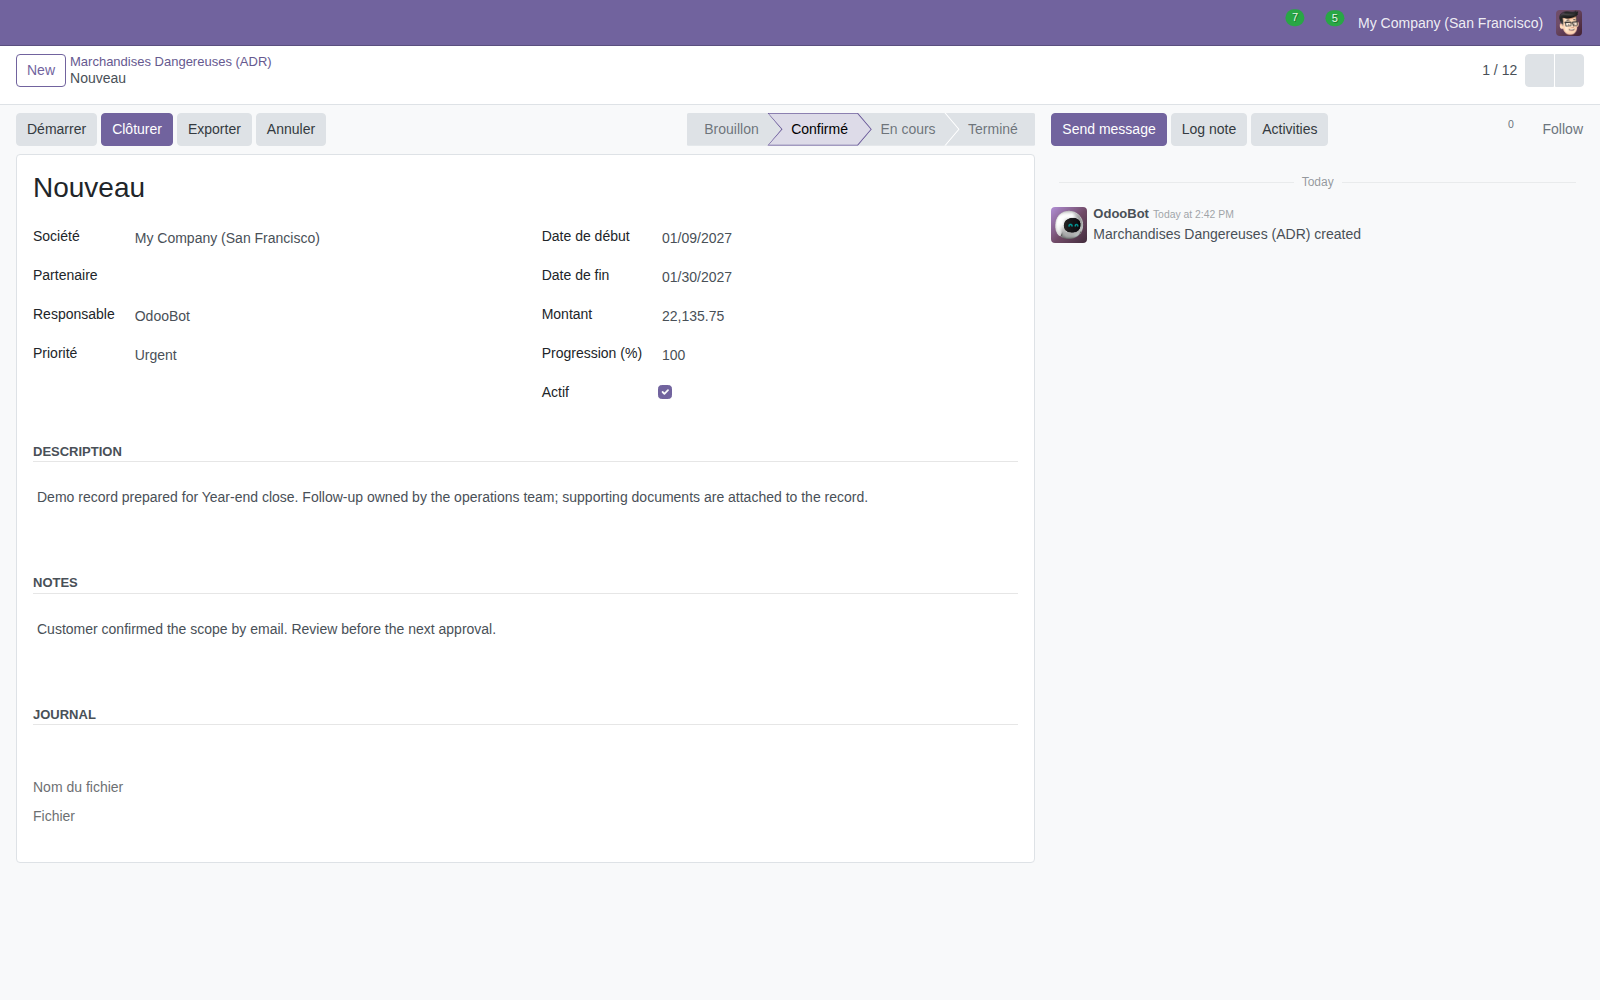 7 5 My Company (San Francisco)
New Marchandises Dangereuses (ADR)
Nouveau
1 / 12
Démarrer Clôturer Exporter Annuler Brouillon Confirmé En cours Terminé Send message Log note Activities 0 Follow
Nouveau
Société My Company (San Francisco)
Partenaire
Responsable OdooBot
Priorité Urgent
Date de début 01/09/2027
Date de fin 01/30/2027
Montant 22,135.75
Progression (%) 100
Actif
DESCRIPTION
Demo record prepared for Year-end close. Follow-up owned by the operations team; supporting documents are attached to the record.
NOTES
Customer confirmed the scope by email. Review before the next approval.
JOURNAL
Nom du fichier
Fichier
Today
OdooBot Today at 2:42 PM
Marchandises Dangereuses (ADR) created